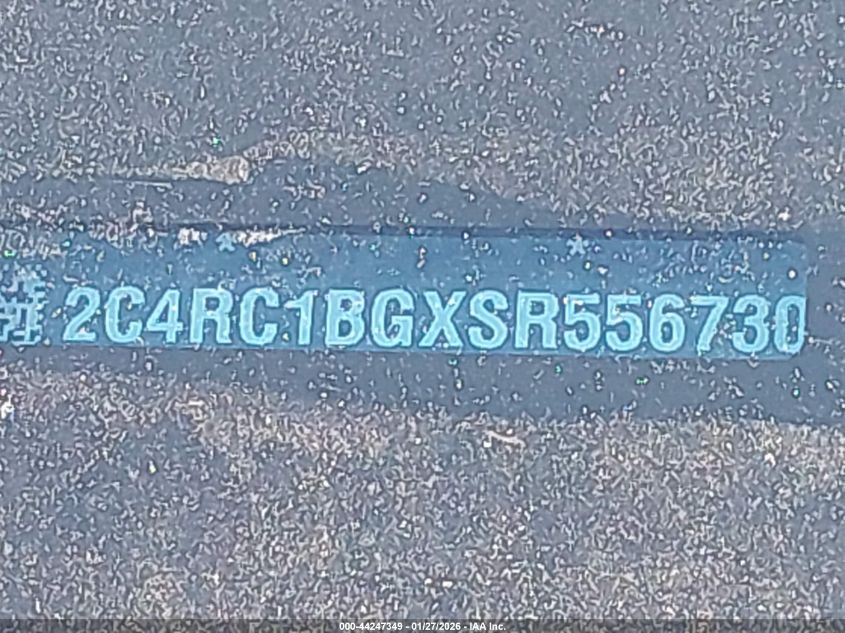 * *
2C4RC1BGXSR556730
000-44247349 - 01/27/2026 - IAA Inc.